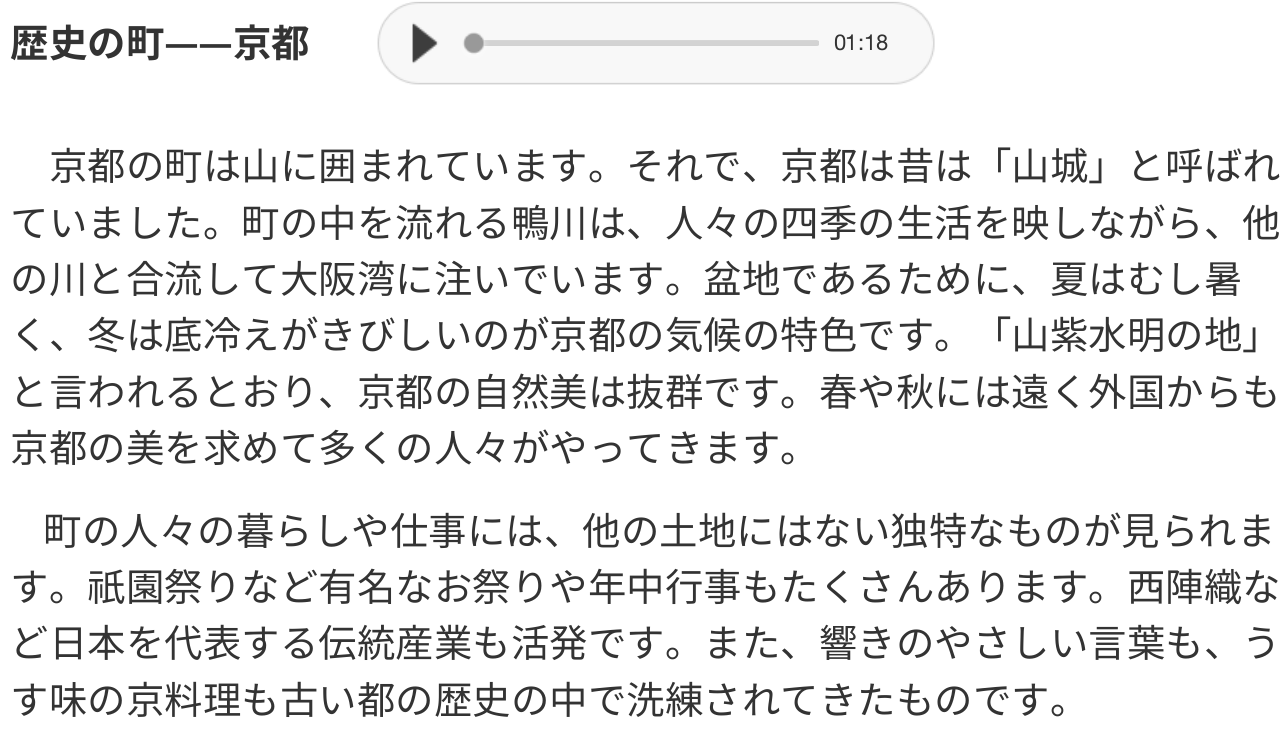 歴史の町——京都
01:18
京都の町は山に囲まれています。それで、京都は昔は「山城」と呼ばれ
ていました。町の中を流れる鴨川は、人々の四季の生活を映しながら、他
の川と合流して大阪湾に注いでいます。盆地であるために、夏はむし暑
く、冬は底冷えがきびしいのが京都の気候の特色です。「山紫水明の地」
と言われるとおり、京都の自然美は抜群です。春や秋には遠く外国からも
京都の美を求めて多くの人々がやってきます。
町の人々の暮らしや仕事には、他の土地にはない独特なものが見られま
す。祇園祭りなど有名なお祭りや年中行事もたくさんあります。西陣織な
ど日本を代表する伝統産業も活発です。また、響きのやさしい言葉も、う
す味の京料理も古い都の歴史の中で洗練されてきたものです。